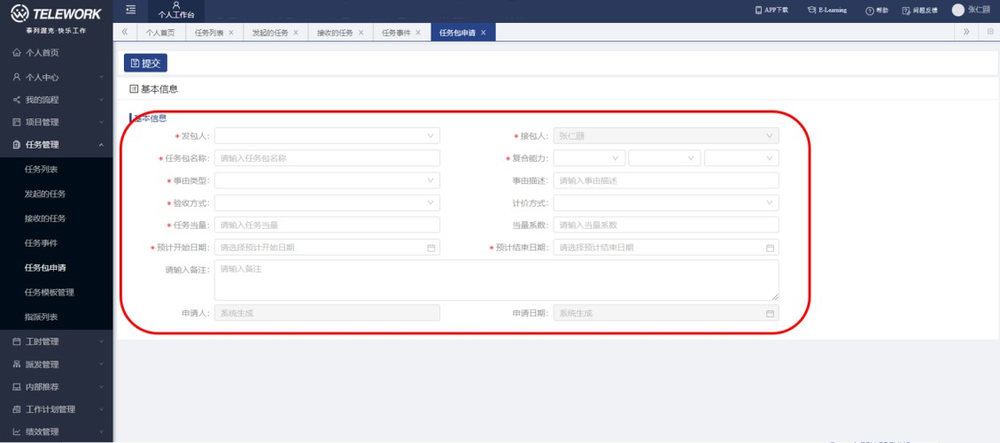 TELEWORK
泰列渥克·快乐工作
个人工作台
APP下载
E-Learning
帮助
问题反馈
张仁颐
个人首页
任务列表 ×
发起的任务 ×
接收的任务 ×
任务事件 ×
任务包申请 ×
个人首页
个人中心
我的流程
项目管理
任务管理
任务列表
发起的任务
接收的任务
任务事件
任务包申请
任务模板管理
指派列表
工时管理
派发管理
内部推荐
工作计划管理
绩效管理
提交
基本信息
基本信息
* 发包人:
* 接包人: 张仁颐
* 任务包名称: 请输入任务包名称
* 复合能力:
* 事由类型:
事由描述: 请输入事由描述
* 验收方式:
计价方式:
* 任务当量: 请输入任务当量
当量系数: 请输入当量系数
* 预计开始日期: 请选择预计开始日期
* 预计结束日期: 请选择预计结束日期
请输入备注: 请输入备注
申请人: 系统生成
申请日期: 系统生成